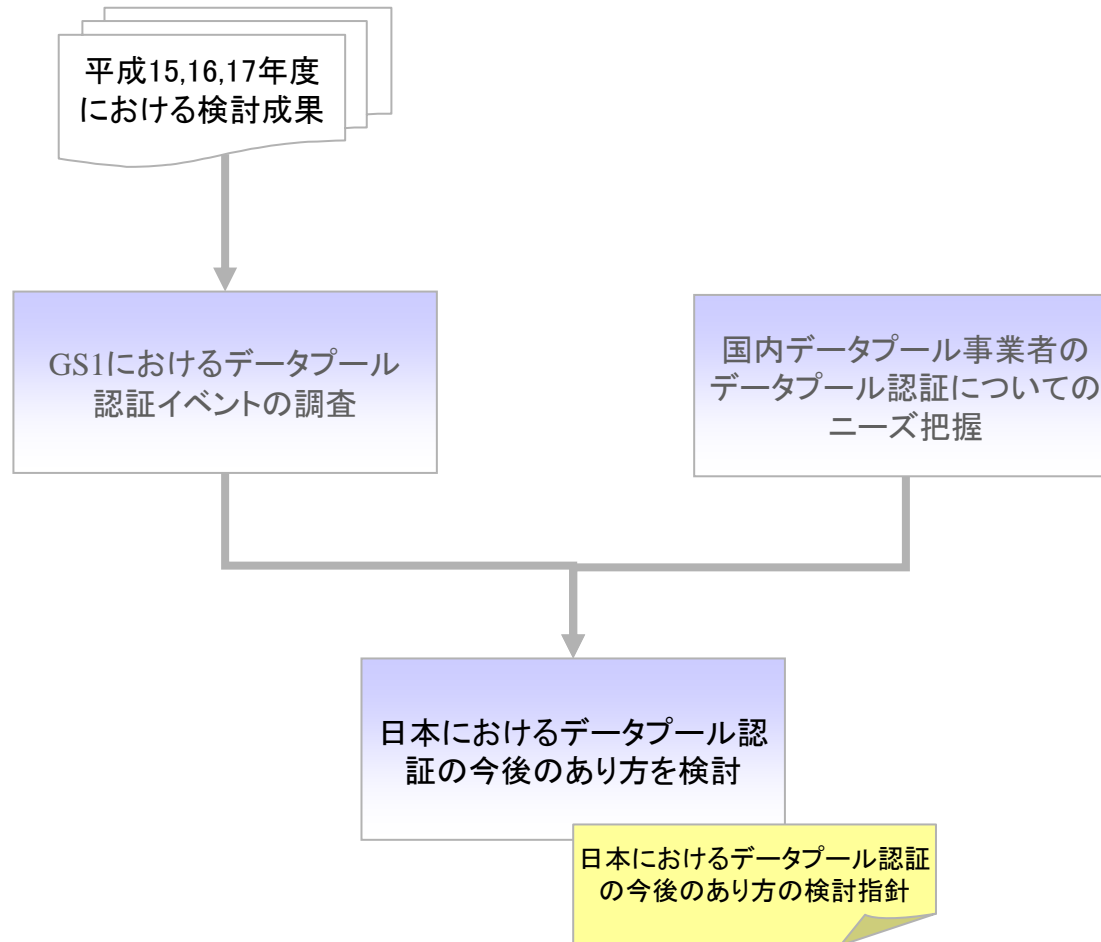 平成15,16,17年度
における検討成果
GS1におけるデータプール
認証イベントの調査
国内データプール事業者の
データプール認証についての
ニーズ把握
日本におけるデータプール認
証の今後のあり方を検討
日本におけるデータプール認証
の今後のあり方の検討指針